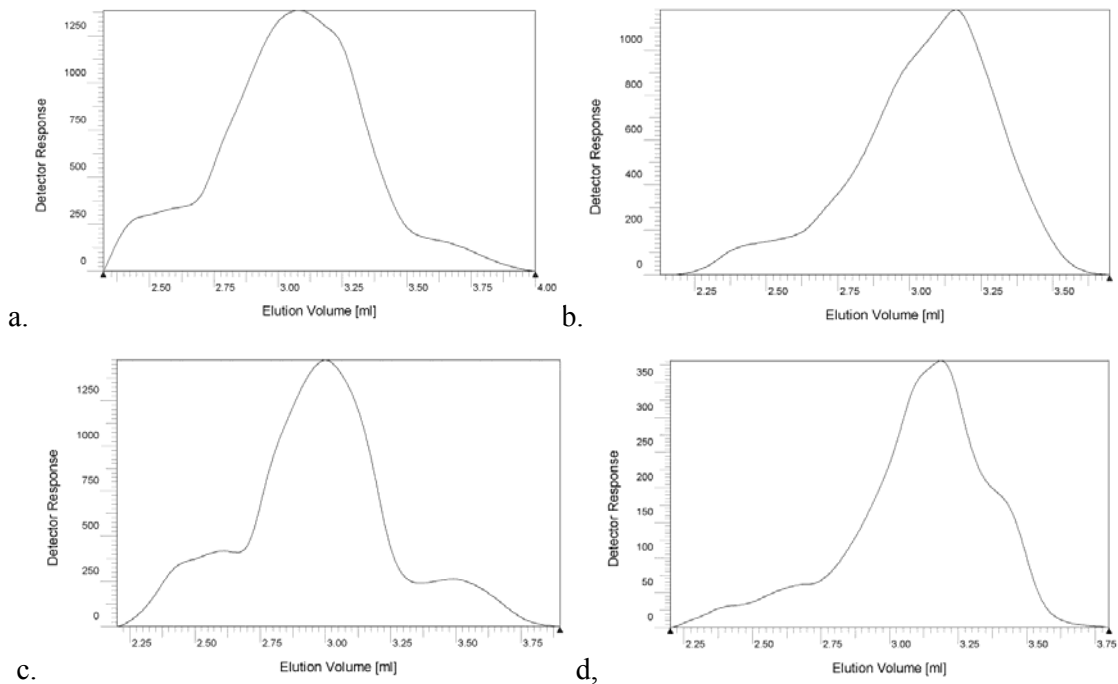 1250
1000
750
500
250
0
Detector Response
2.50 2.75 3.00 3.25 3.50 3.75 4.00
Elution Volume [ml]
a.
1000
800
600
400
200
0
Detector Response
2.25 2.50 2.75 3.00 3.25 3.50
Elution Volume [ml]
b.
1250
1000
750
500
250
0
Detector Response
2.25 2.50 2.75 3.00 3.25 3.50 3.75
Elution Volume [ml]
c.
350
300
250
200
150
100
50
0
Detector Response
2.25 2.50 2.75 3.00 3.25 3.50 3.75
Elution Volume [ml]
d,